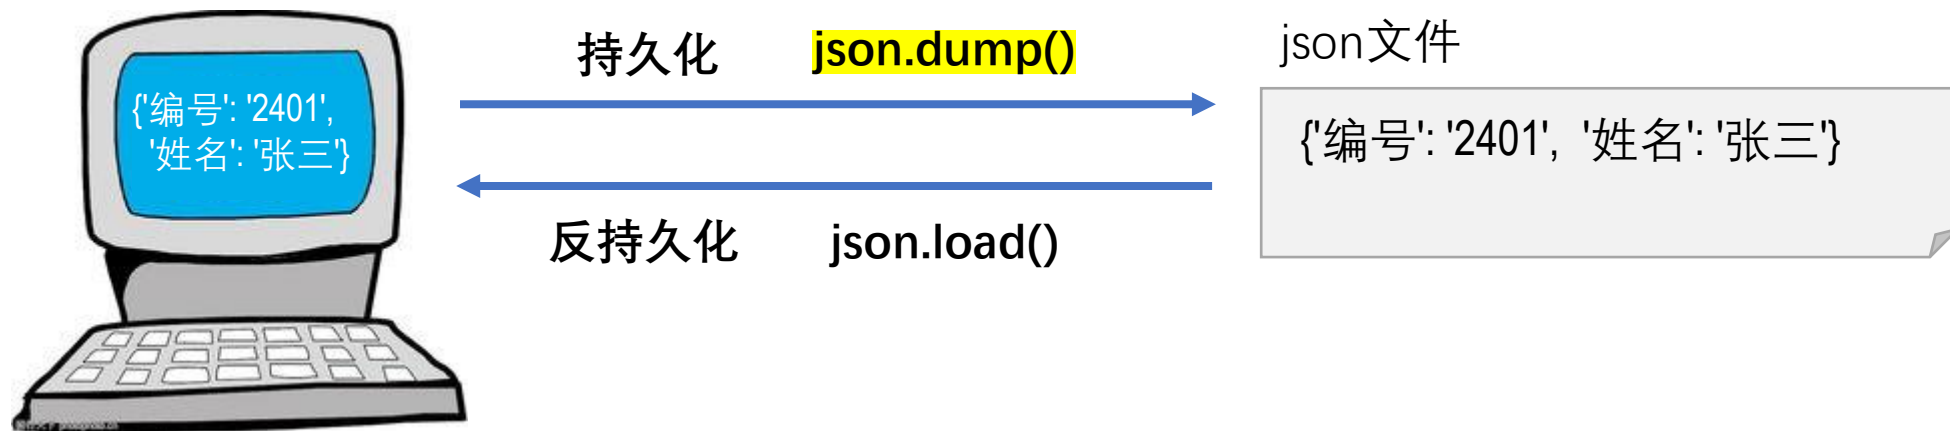 持久化 json.dump()
json文件
{'编号': '2401',
'姓名': '张三'}
{'编号': '2401', '姓名': '张三'}
反持久化 json.load()